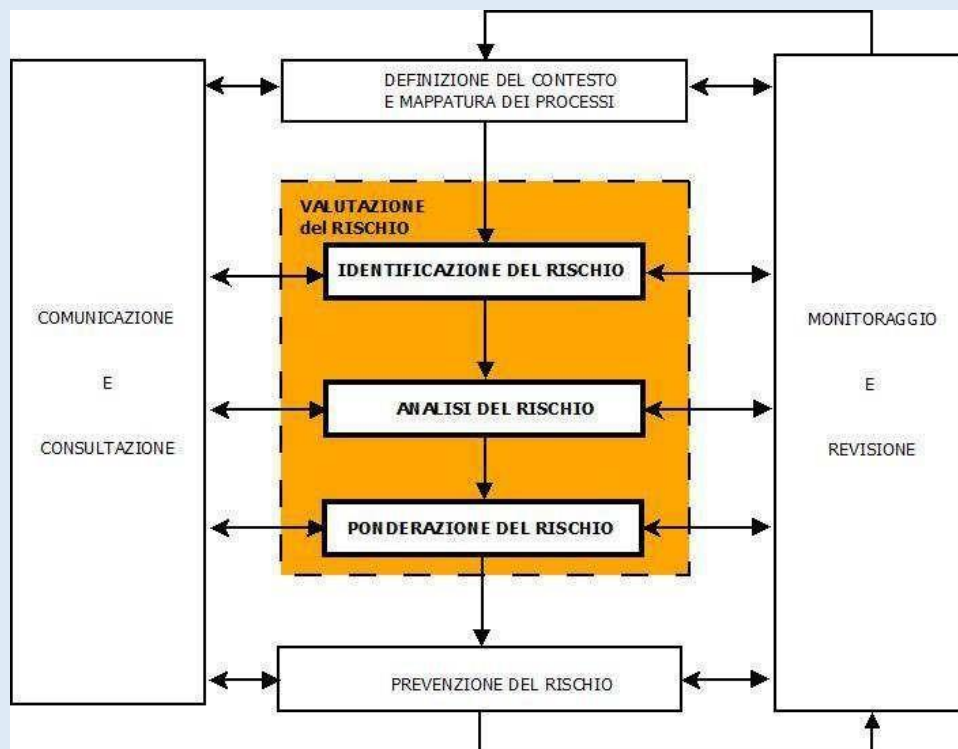 DEFINIZIONE DEL CONTESTO
E MAPPATURA DEI PROCESSI
VALUTAZIONE
del RISCHIO
IDENTIFICAZIONE DEL RISCHIO
ANALISI DEL RISCHIO
PONDERAZIONE DEL RISCHIO
PREVENZIONE DEL RISCHIO
COMUNICAZIONE
E
CONSULTAZIONE
MONITORAGGIO
E
REVISIONE